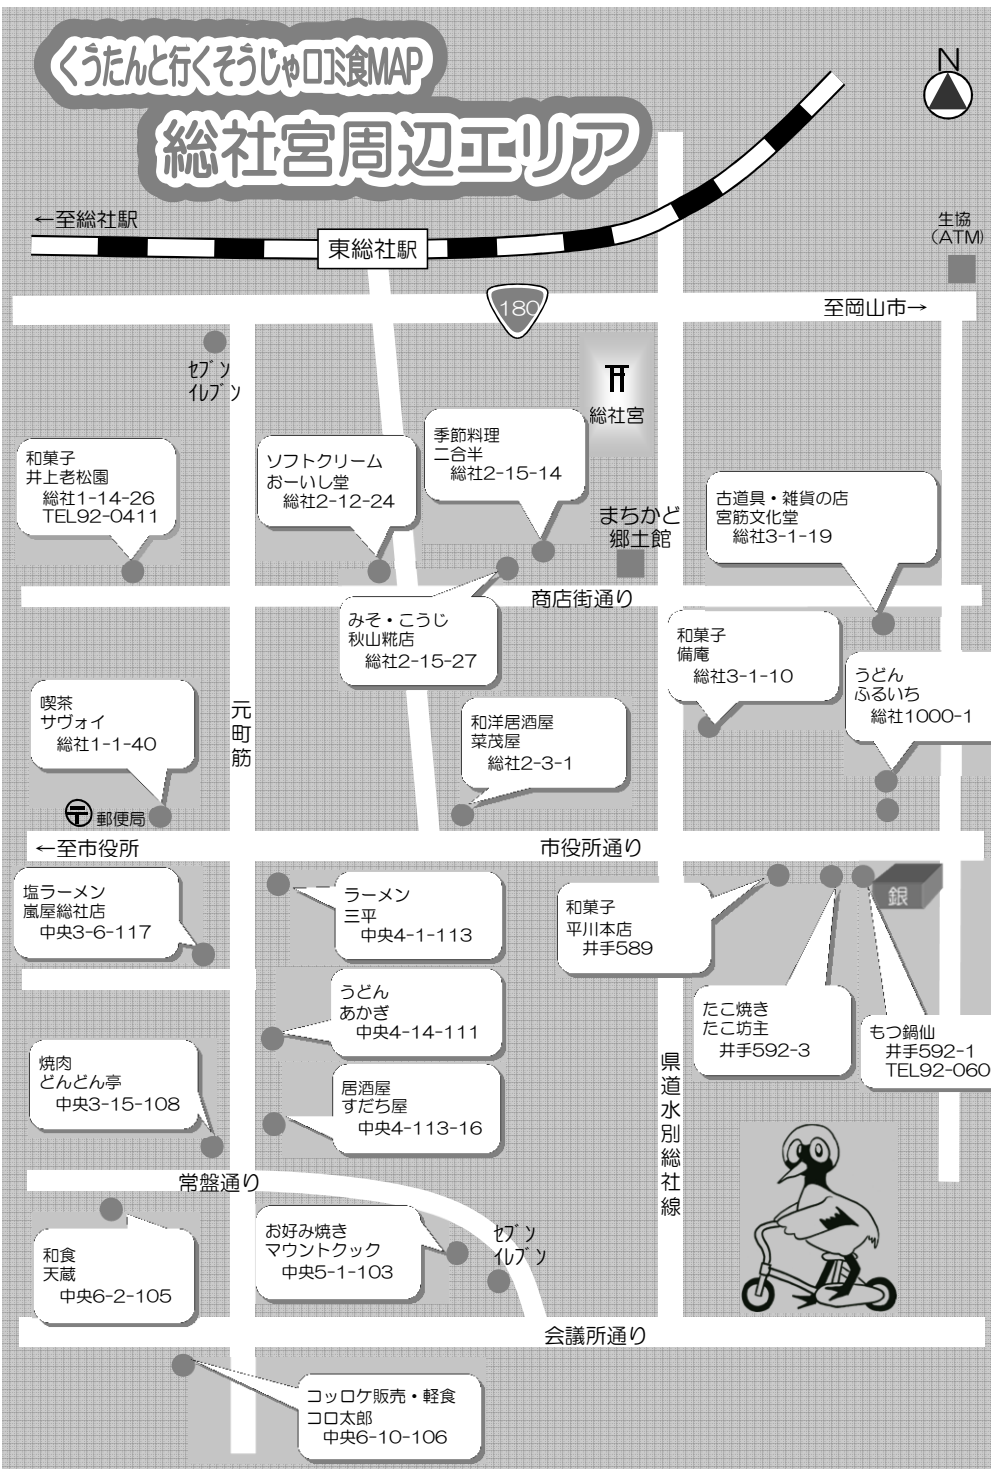 くうたんと行くそうじゃ口コミ食MAP
総社宮周辺エリア
N
←至総社駅
東総社駅
生協
(ATM)
180
至岡山市→
ｾﾌﾞﾝ
ｲﾚﾌﾞﾝ
総社宮
和菓子
井上老松園
総社1-14-26
TEL92-0411
ソフトクリーム
おーいし堂
総社2-12-24
季節料理
二合半
総社2-15-14
まちかど
郷土館
古道具・雑貨の店
宮筋文化堂
総社3-1-19
商店街通り
みそ・こうじ
秋山糀店
総社2-15-27
和菓子
備庵
総社3-1-10
うどん
ふるいち
総社1000-1
喫茶
サヴォイ
総社1-1-40
元町筋
和洋居酒屋
菜茂屋
総社2-3-1
〒郵便局
←至市役所
市役所通り
塩ラーメン
嵐屋総社店
中央3-6-117
ラーメン
三平
中央4-1-113
和菓子
平川本店
井手589
銀
うどん
あかぎ
中央4-14-111
たこ焼き
たこ坊主
井手592-3
もつ鍋仙
井手592-1
TEL92-060
焼肉
どんどん亭
中央3-15-108
居酒屋
すだち屋
中央4-113-16
県道水別総社線
常盤通り
和食
天蔵
中央6-2-105
お好み焼き
マウントクック
中央5-1-103
ｾﾌﾞﾝ
ｲﾚﾌﾞﾝ
会議所通り
コッロケ販売・軽食
コロ太郎
中央6-10-106